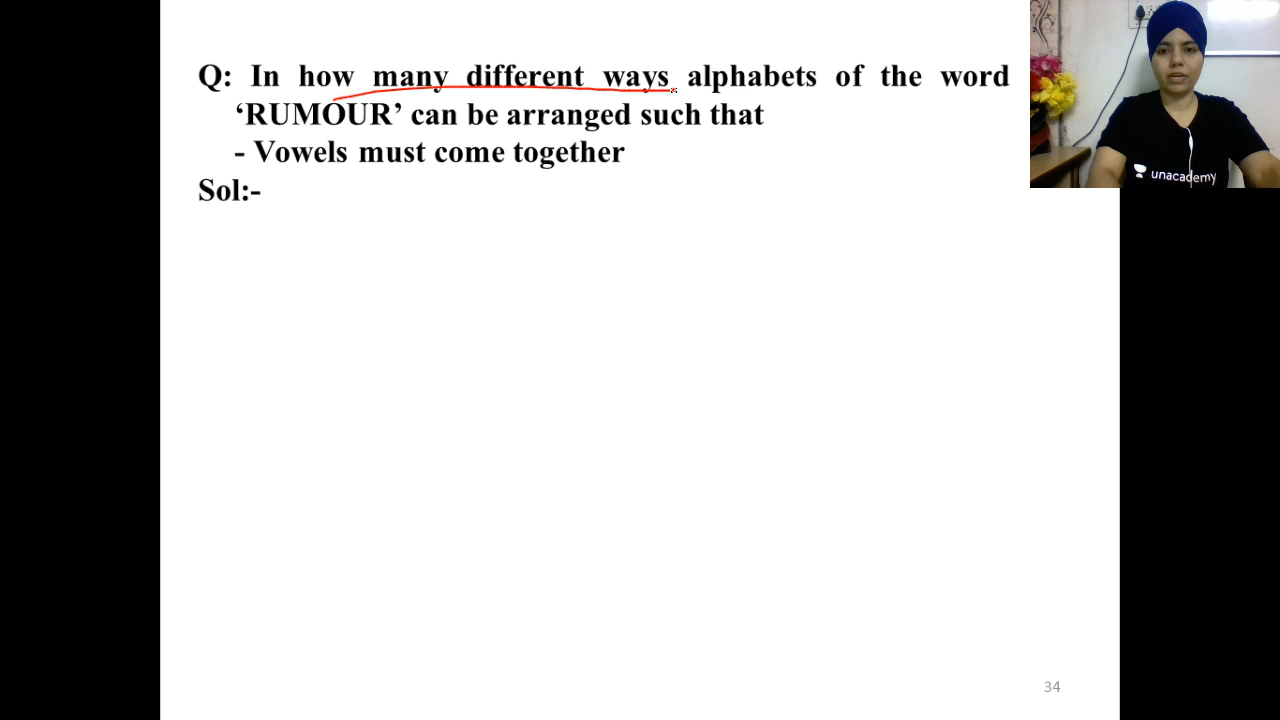 Q: In how many different ways alphabets of the word
‘RUMOUR’ can be arranged such that
- Vowels must come together
Sol:-
unacademy
34